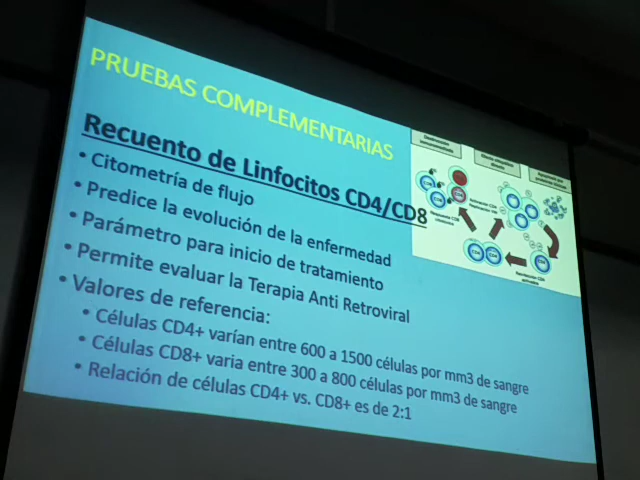 PRUEBAS COMPLEMENTARIAS
Recuento de Linfocitos CD4/CD8
• Citometría de flujo
• Predice la evolución de la enfermedad
• Parámetro para inicio de tratamiento
• Permite evaluar la Terapia Anti Retroviral
• Valores de referencia:
• Células CD4+ varían entre 600 a 1500 células por mm3 de sangre
• Células CD8+ varia entre 300 a 800 células por mm3 de sangre
• Relación de células CD4+ vs. CD8+ es de 2:1